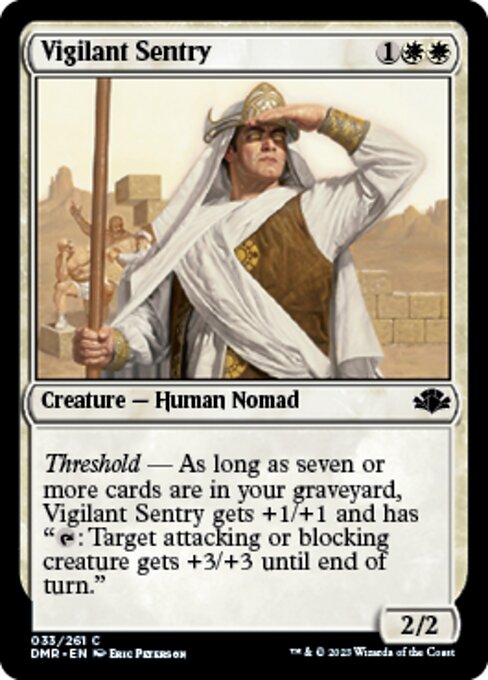 Vigilant Sentry 1
Creature — Human Nomad
Threshold — As long as seven or
more cards are in your graveyard,
Vigilant Sentry gets +1/+1 and has
“: Target attacking or blocking
creature gets +3/+3 until end of
turn.”
2/2
033/261 C
DMR • EN Eric Peterson
™ & © 2023 Wizards of the Coast